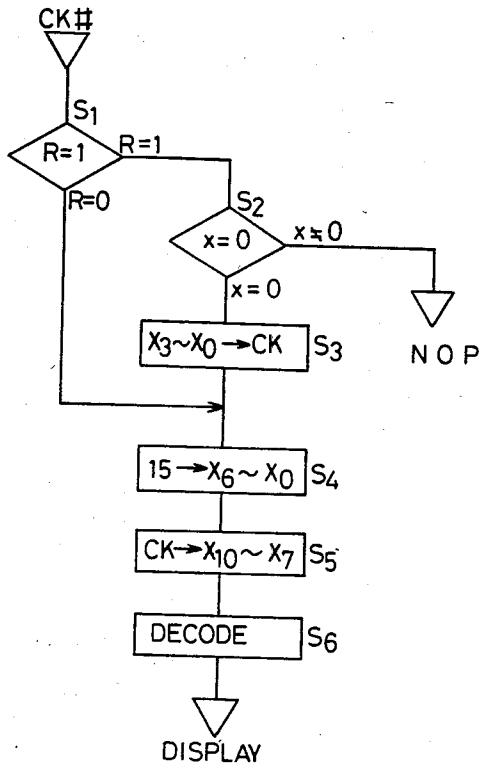 CK#
S1
R=1
R=1
R=0
S2
x=0
x≒0
x=0
X3~X0→CK
S3
NOP
15→X6~X0
S4
CK→X10~X7
S5
DECODE
S6
DISPLAY